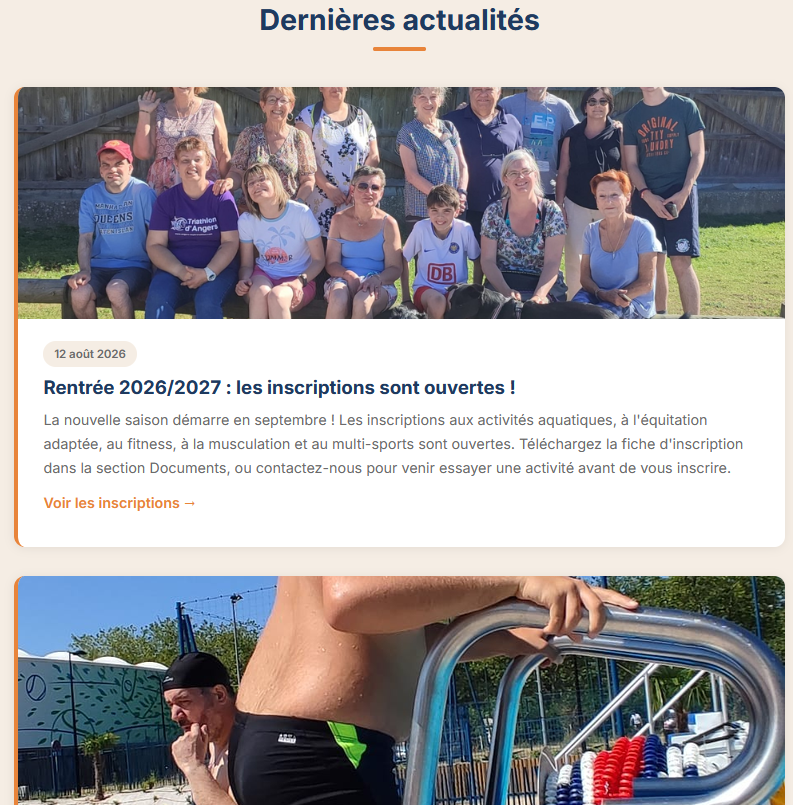 Dernières actualités
QUEENS
Triathlon
d'Angers
SUMMER
DB
ORIGINAL
12 août 2026
Rentrée 2026/2027 : les inscriptions sont ouvertes !
La nouvelle saison démarre en septembre ! Les inscriptions aux activités aquatiques, à l'équitation
adaptée, au fitness, à la musculation et au multi-sports sont ouvertes. Téléchargez la fiche d'inscription
dans la section Documents, ou contactez-nous pour venir essayer une activité avant de vous inscrire.
Voir les inscriptions →